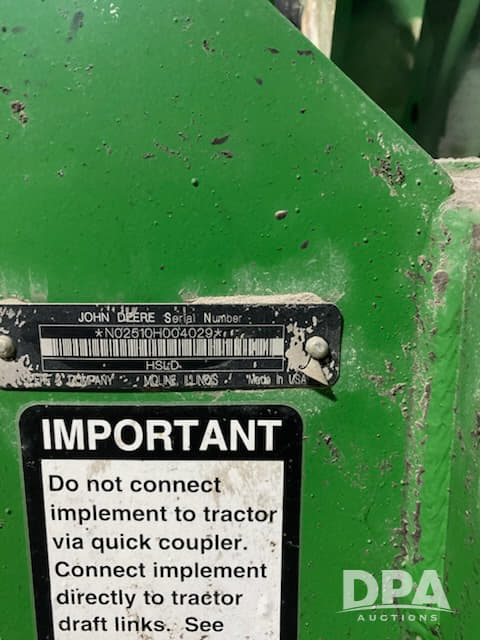 JOHN DEERE Serial Number
*N02510H004029*
HSLD
DEERE & COMPANY MOLINE, ILLINOIS Made In USA
IMPORTANT
Do not connect
implement to tractor
via quick coupler.
Connect implement
directly to tractor
draft links. See
DPA
AUCTIONS